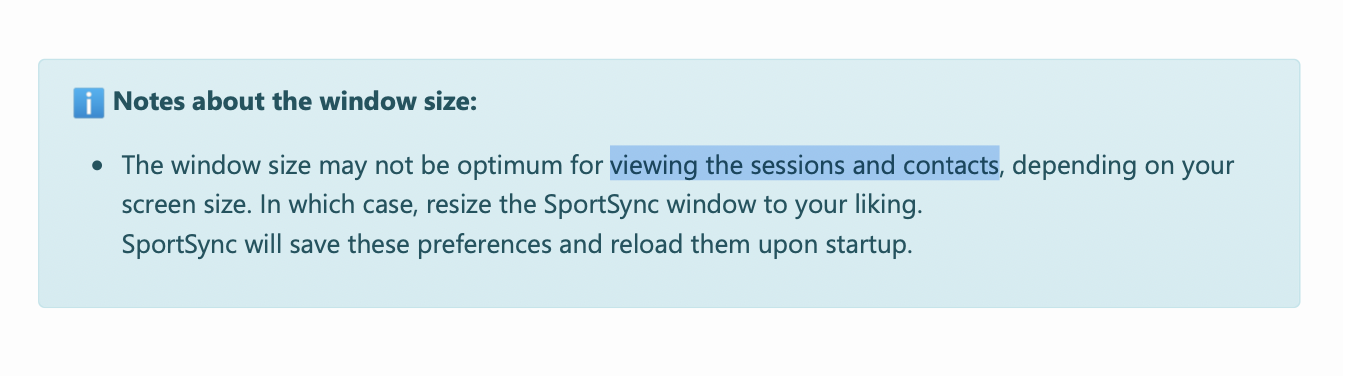 Notes about the window size:
The window size may not be optimum for viewing the sessions and contacts, depending on your
screen size. In which case, resize the SportSync window to your liking.
SportSync will save these preferences and reload them upon startup.